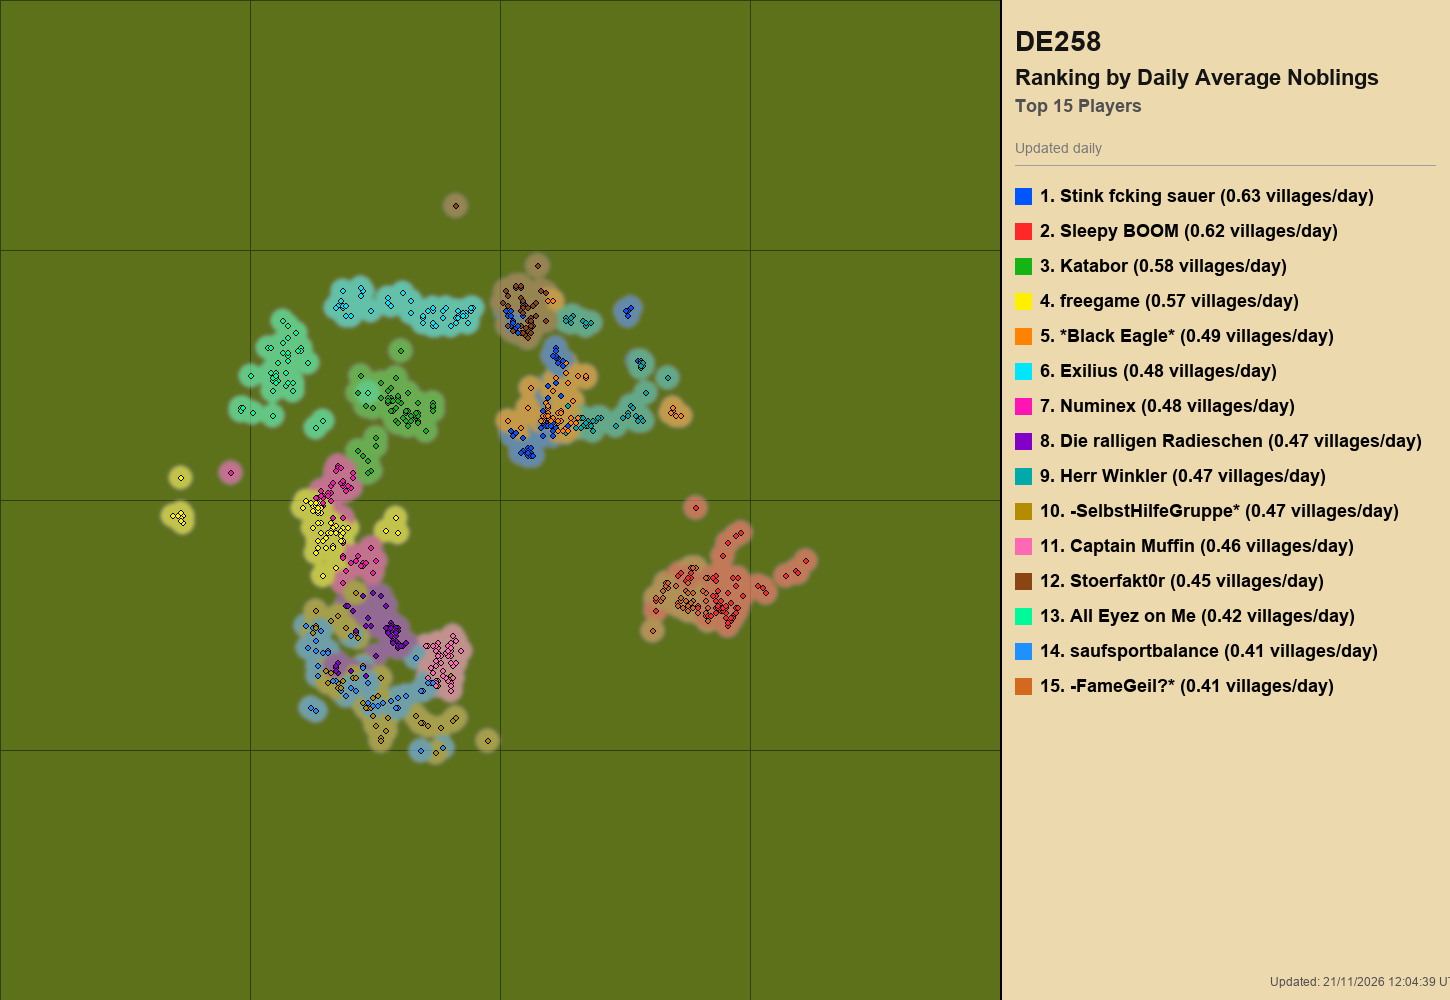 DE258
Ranking by Daily Average Noblings
Top 15 Players
Updated daily
1. Stink fcking sauer (0.63 villages/day)
2. Sleepy BOOM (0.62 villages/day)
3. Katabor (0.58 villages/day)
4. freegame (0.57 villages/day)
5. *Black Eagle* (0.49 villages/day)
6. Exilius (0.48 villages/day)
7. Numinex (0.48 villages/day)
8. Die ralligen Radieschen (0.47 villages/day)
9. Herr Winkler (0.47 villages/day)
10. -SelbstHilfeGruppe* (0.47 villages/day)
11. Captain Muffin (0.46 villages/day)
12. Stoerfakt0r (0.45 villages/day)
13. All Eyez on Me (0.42 villages/day)
14. saufsportbalance (0.41 villages/day)
15. -FameGeil?* (0.41 villages/day)
Updated: 21/11/2026 12:04:39 U